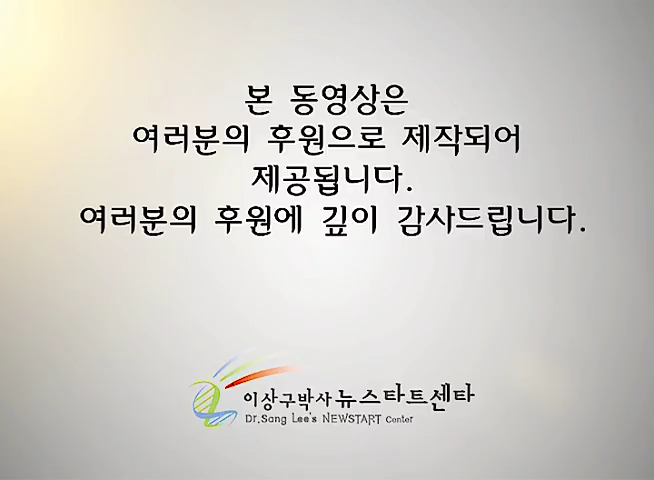 본 동영상은
여러분의 후원으로 제작되어
제공됩니다.
여러분의 후원에 깊이 감사드립니다.
이상구박사 뉴스타트센타
Dr.Sang Lee's NEWSTART Center